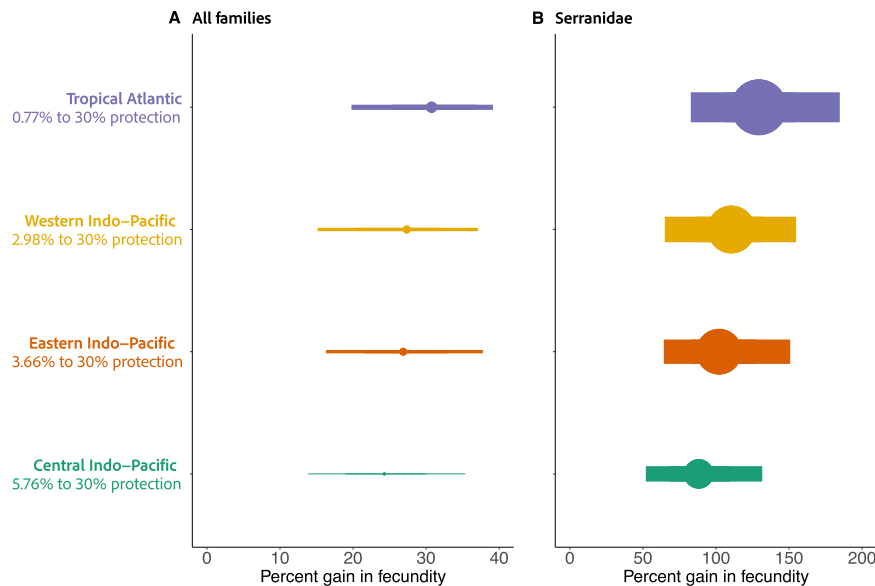 A All families
B Serranidae
Tropical Atlantic
0.77% to 30% protection
Western Indo–Pacific
2.98% to 30% protection
Eastern Indo–Pacific
3.66% to 30% protection
Central Indo–Pacific
5.76% to 30% protection
0 10 20 30 40
0 50 100 150 200
Percent gain in fecundity
Percent gain in fecundity